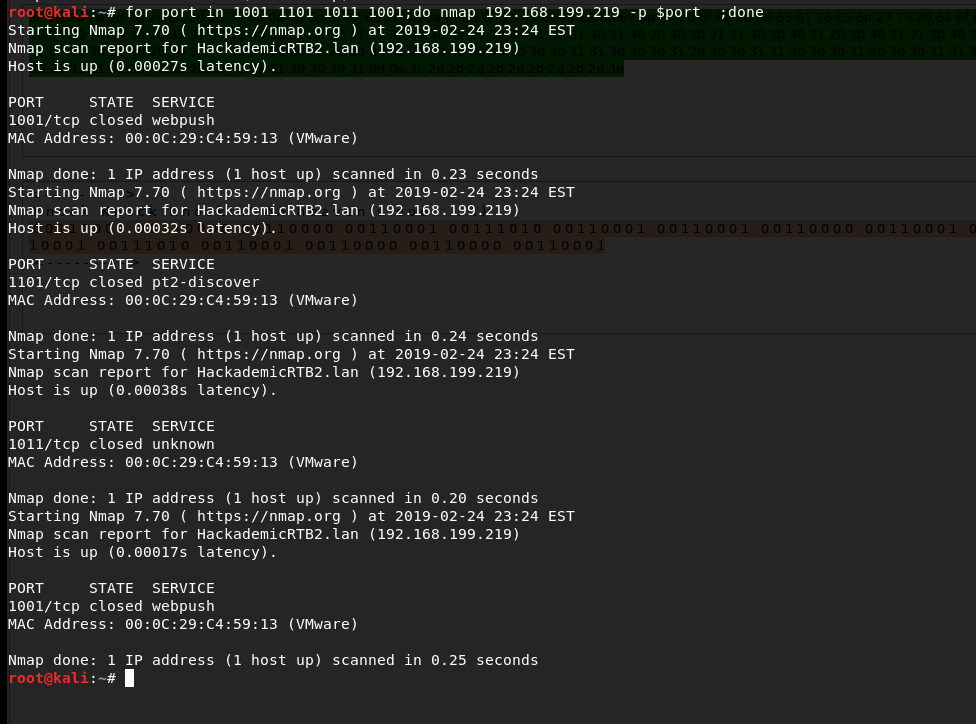 root@kali:~# for port in 1001 1101 1011 1001;do nmap 192.168.199.219 -p $port  ;done
Starting Nmap 7.70 ( https://nmap.org ) at 2019-02-24 23:24 EST
Nmap scan report for HackademicRTB2.lan (192.168.199.219)
Host is up (0.00027s latency).
PORT     STATE  SERVICE
1001/tcp closed webpush
MAC Address: 00:0C:29:C4:59:13 (VMware)
Nmap done: 1 IP address (1 host up) scanned in 0.23 seconds
Starting Nmap 7.70 ( https://nmap.org ) at 2019-02-24 23:24 EST
Nmap scan report for HackademicRTB2.lan (192.168.199.219)
Host is up (0.00032s latency).
10000 00110001 00111010 00110001 00110001 00110000 00110001
10001 00111010 00110001 00110000 00110000 00110001
PORT     STATE  SERVICE
1101/tcp closed pt2-discover
MAC Address: 00:0C:29:C4:59:13 (VMware)
Nmap done: 1 IP address (1 host up) scanned in 0.24 seconds
Starting Nmap 7.70 ( https://nmap.org ) at 2019-02-24 23:24 EST
Nmap scan report for HackademicRTB2.lan (192.168.199.219)
Host is up (0.00038s latency).
PORT     STATE  SERVICE
1011/tcp closed unknown
MAC Address: 00:0C:29:C4:59:13 (VMware)
Nmap done: 1 IP address (1 host up) scanned in 0.20 seconds
Starting Nmap 7.70 ( https://nmap.org ) at 2019-02-24 23:24 EST
Nmap scan report for HackademicRTB2.lan (192.168.199.219)
Host is up (0.00017s latency).
PORT     STATE  SERVICE
1001/tcp closed webpush
MAC Address: 00:0C:29:C4:59:13 (VMware)
Nmap done: 1 IP address (1 host up) scanned in 0.25 seconds
root@kali:~#